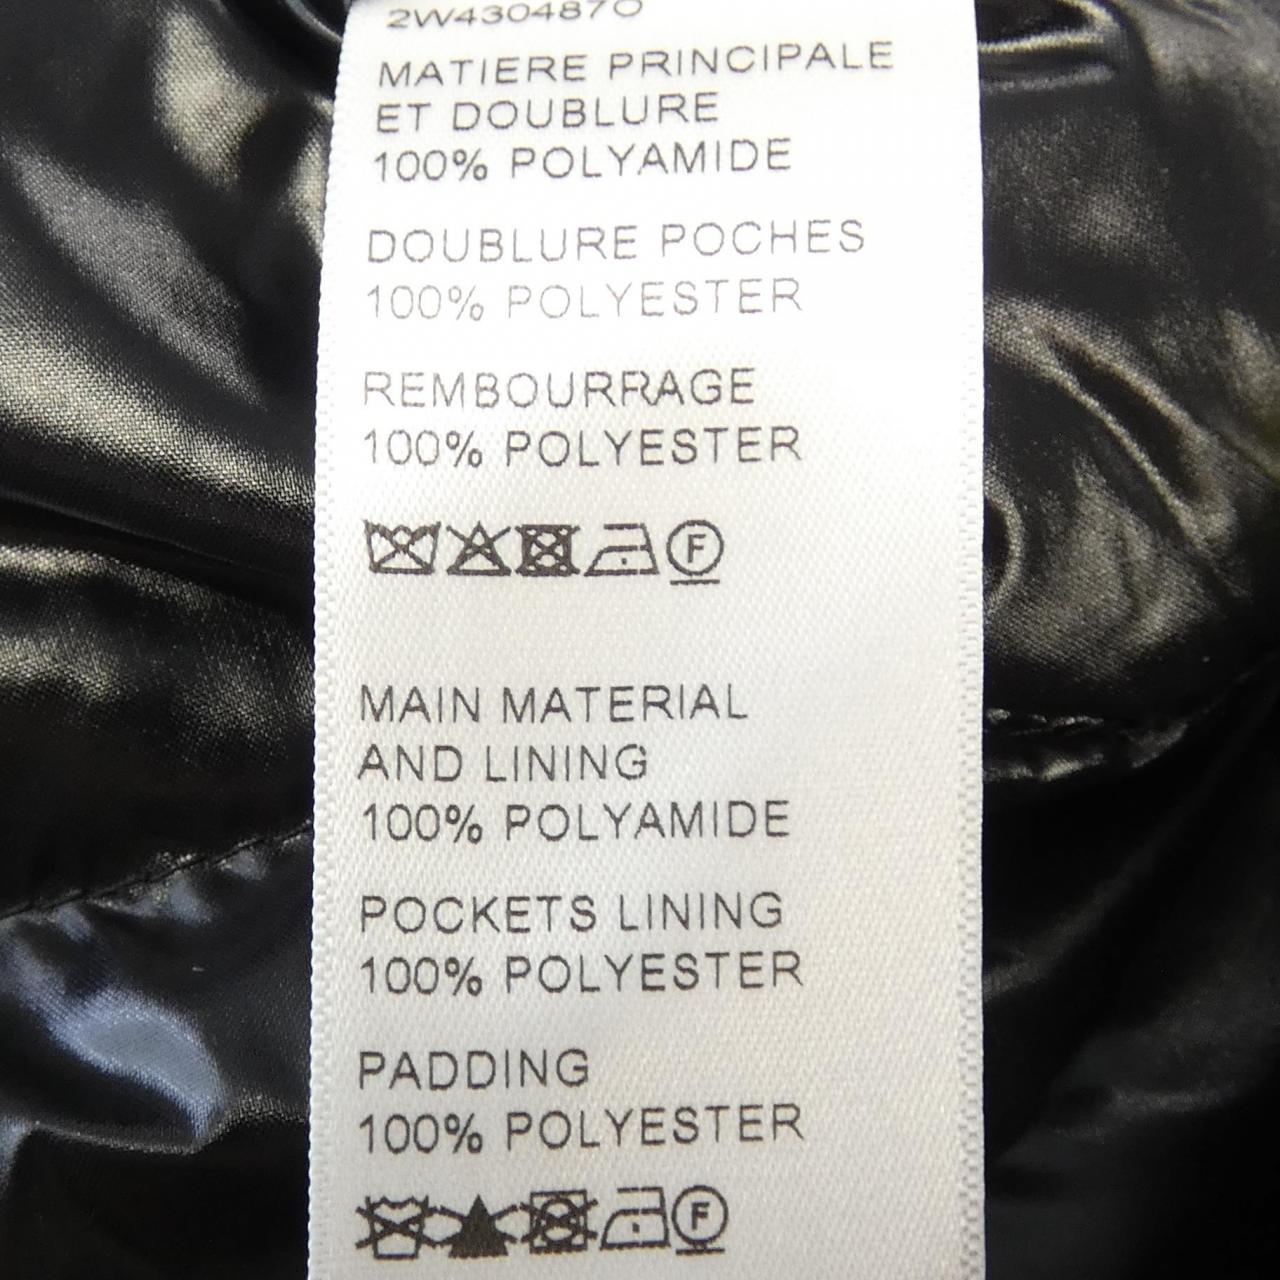 2W430487O
MATIERE PRINCIPALE
ET DOUBLURE
100% POLYAMIDE
DOUBLURE POCHES
100% POLYESTER
REMBOURRAGE
100% POLYESTER
F
MAIN MATERIAL
AND LINING
100% POLYAMIDE
POCKETS LINING
100% POLYESTER
PADDING
100% POLYESTER
F